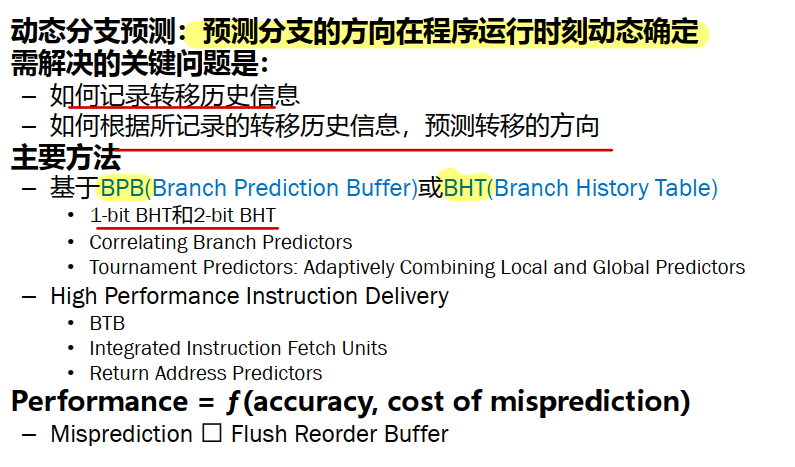 动态分支预测：预测分支的方向在程序运行时刻动态确定
需解决的关键问题是：
– 如何记录转移历史信息
– 如何根据所记录的转移历史信息，预测转移的方向
主要方法
– 基于BPB(Branch Prediction Buffer)或BHT(Branch History Table)
• 1-bit BHT和2-bit BHT
• Correlating Branch Predictors
• Tournament Predictors: Adaptively Combining Local and Global Predictors
– High Performance Instruction Delivery
• BTB
• Integrated Instruction Fetch Units
• Return Address Predictors
Performance = ƒ(accuracy, cost of misprediction)
– Misprediction □ Flush Reorder Buffer